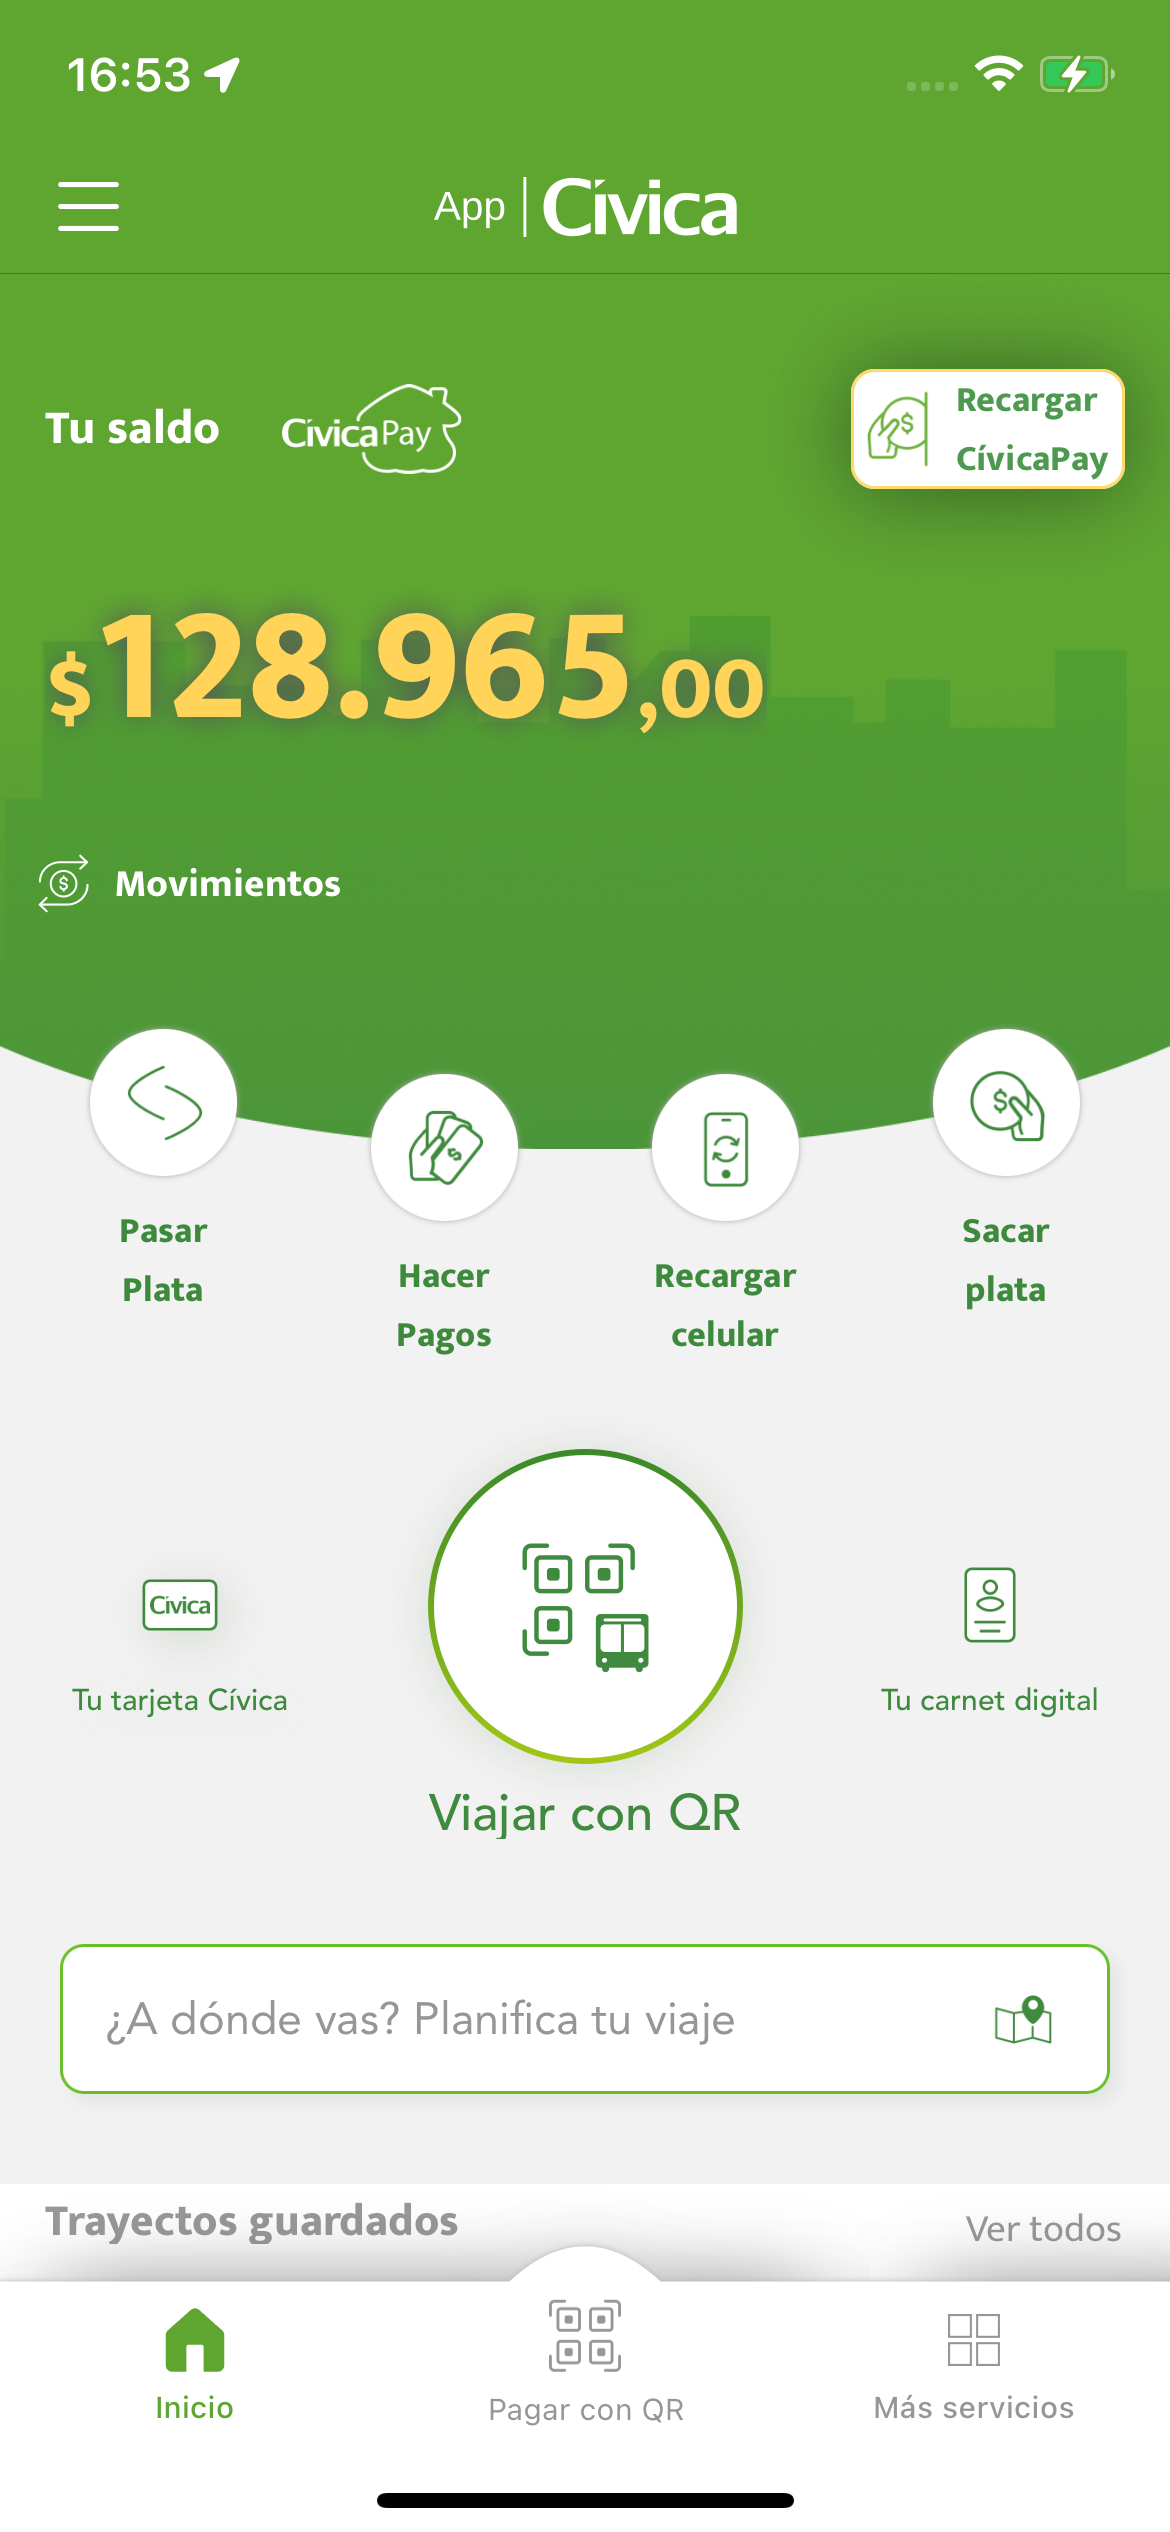 16:53
App | Cívica
Tu saldo
CívicaPay
Recargar
CívicaPay
$128.965,00
Movimientos
Pasar
Plata
Hacer
Pagos
Recargar
celular
Sacar
plata
Cívica
Tu tarjeta Cívica
Viajar con QR
Tu carnet digital
¿A dónde vas? Planifica tu viaje
Trayectos guardados
Ver todos
Inicio
Pagar con QR
Más servicios